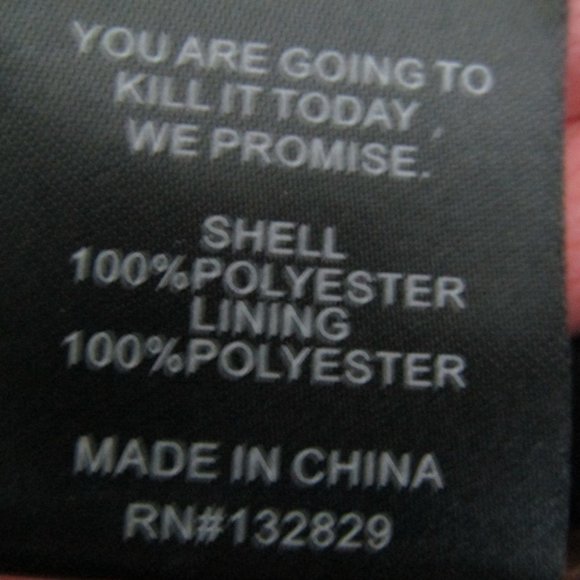 YOU ARE GOING TO
KILL IT TODAY ,
WE PROMISE.
SHELL
100%POLYESTER
LINING
100%POLYESTER
MADE IN CHINA
RN#132829